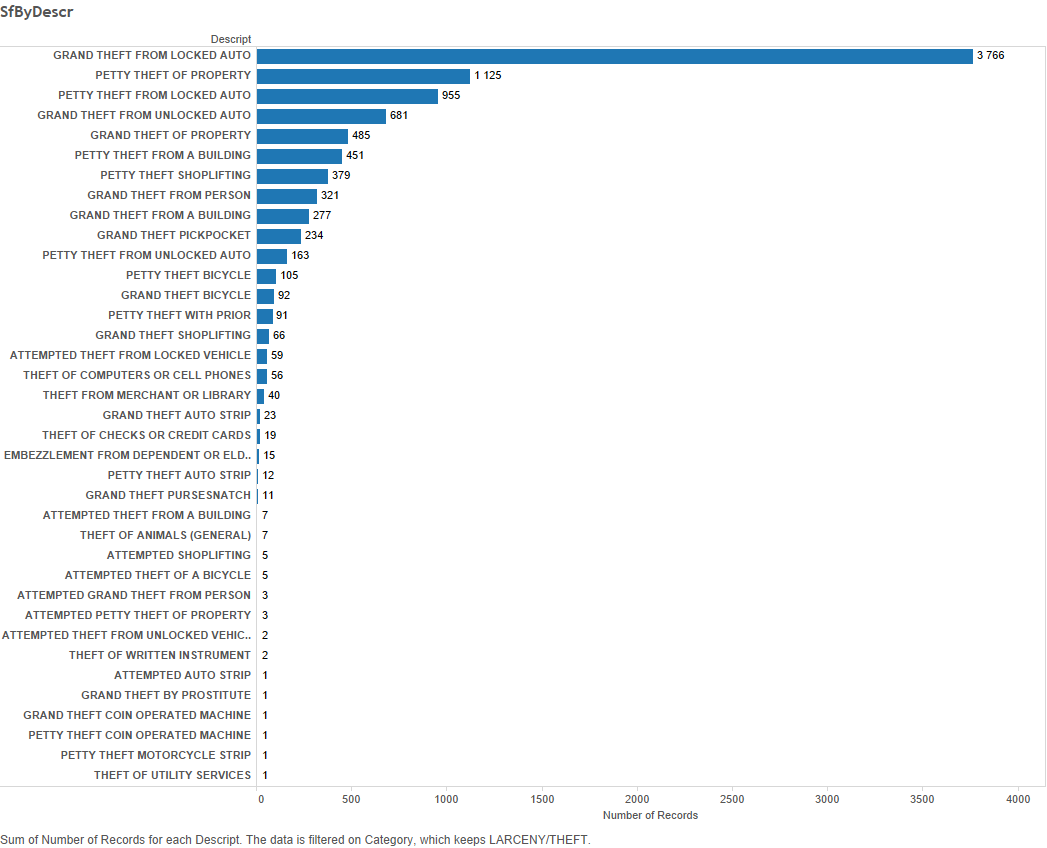 SfByDescr
Descript
GRAND THEFT FROM LOCKED AUTO 3 766
PETTY THEFT OF PROPERTY 1 125
PETTY THEFT FROM LOCKED AUTO 955
GRAND THEFT FROM UNLOCKED AUTO 681
GRAND THEFT OF PROPERTY 485
PETTY THEFT FROM A BUILDING 451
PETTY THEFT SHOPLIFTING 379
GRAND THEFT FROM PERSON 321
GRAND THEFT FROM A BUILDING 277
GRAND THEFT PICKPOCKET 234
PETTY THEFT FROM UNLOCKED AUTO 163
PETTY THEFT BICYCLE 105
GRAND THEFT BICYCLE 92
PETTY THEFT WITH PRIOR 91
GRAND THEFT SHOPLIFTING 66
ATTEMPTED THEFT FROM LOCKED VEHICLE 59
THEFT OF COMPUTERS OR CELL PHONES 56
THEFT FROM MERCHANT OR LIBRARY 40
GRAND THEFT AUTO STRIP 23
THEFT OF CHECKS OR CREDIT CARDS 19
EMBEZZLEMENT FROM DEPENDENT OR ELD.. 15
PETTY THEFT AUTO STRIP 12
GRAND THEFT PURSESNATCH 11
ATTEMPTED THEFT FROM A BUILDING 7
THEFT OF ANIMALS (GENERAL) 7
ATTEMPTED SHOPLIFTING 5
ATTEMPTED THEFT OF A BICYCLE 5
ATTEMPTED GRAND THEFT FROM PERSON 3
ATTEMPTED PETTY THEFT OF PROPERTY 3
ATTEMPTED THEFT FROM UNLOCKED VEHIC.. 2
THEFT OF WRITTEN INSTRUMENT 2
ATTEMPTED AUTO STRIP 1
GRAND THEFT BY PROSTITUTE 1
GRAND THEFT COIN OPERATED MACHINE 1
PETTY THEFT COIN OPERATED MACHINE 1
PETTY THEFT MOTORCYCLE STRIP 1
THEFT OF UTILITY SERVICES 1
0 500 1000 1500 2000 2500 3000 3500 4000
Number of Records
Sum of Number of Records for each Descript. The data is filtered on Category, which keeps LARCENY/THEFT.